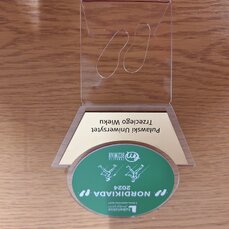 Puławski Uniwersytet
Trzeciego Wieku
NORDIKIADA
2024